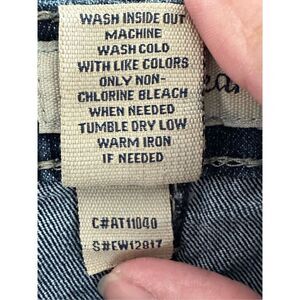 WASH INSIDE OUT
MACHINE
WASH COLD
WITH LIKE COLORS
ONLY NON-
CHLORINE BLEACH
WHEN NEEDED
TUMBLE DRY LOW
WARM IRON
IF NEEDED
C#AT11040
S#EW12817